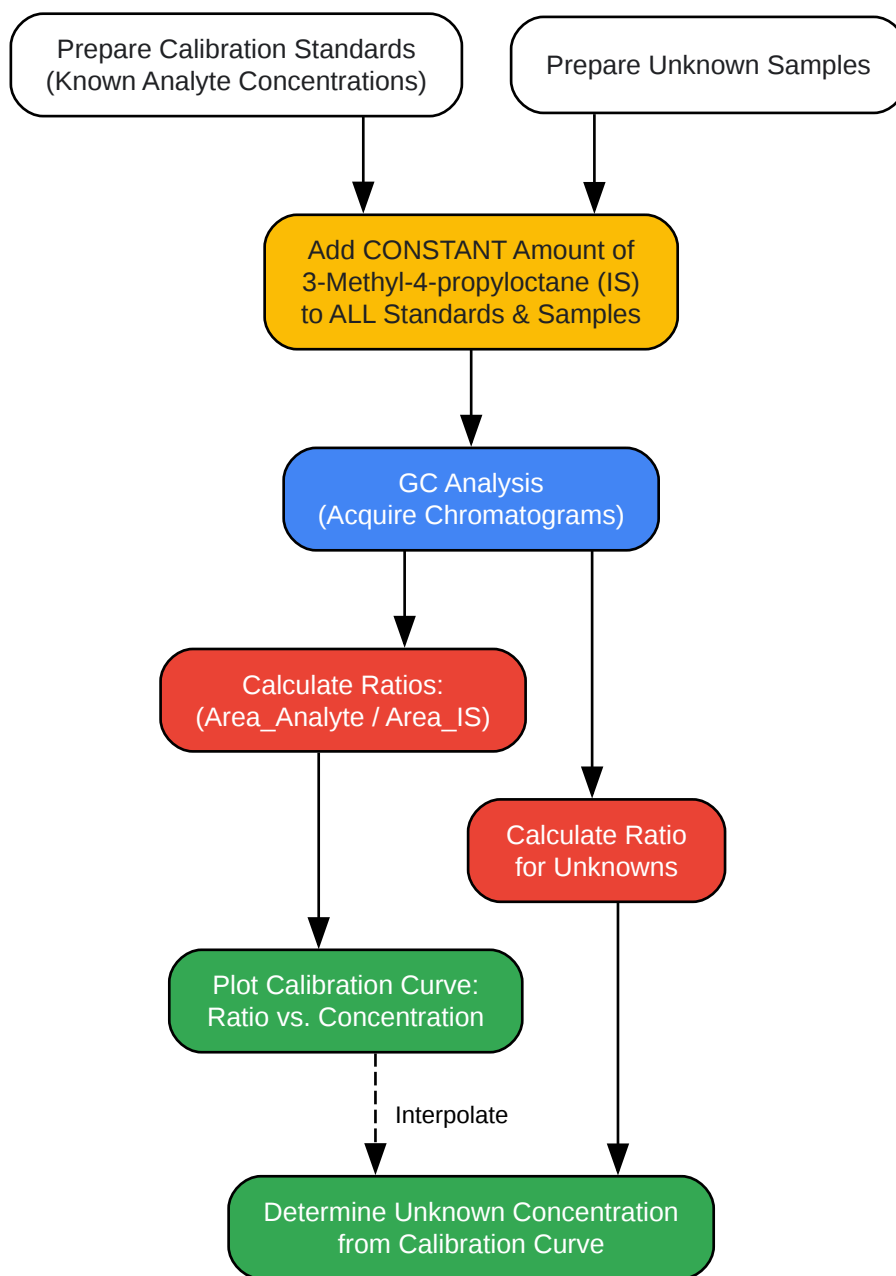 Prepare Calibration Standards
(Known Analyte Concentrations)
Prepare Unknown Samples
Add CONSTANT Amount of
3-Methyl-4-propyloctane (IS)
to ALL Standards & Samples
GC Analysis
(Acquire Chromatograms)
Calculate Ratios:
(Area_Analyte / Area_IS)
Calculate Ratio
for Unknowns
Plot Calibration Curve:
Ratio vs. Concentration
Interpolate
Determine Unknown Concentration
from Calibration Curve